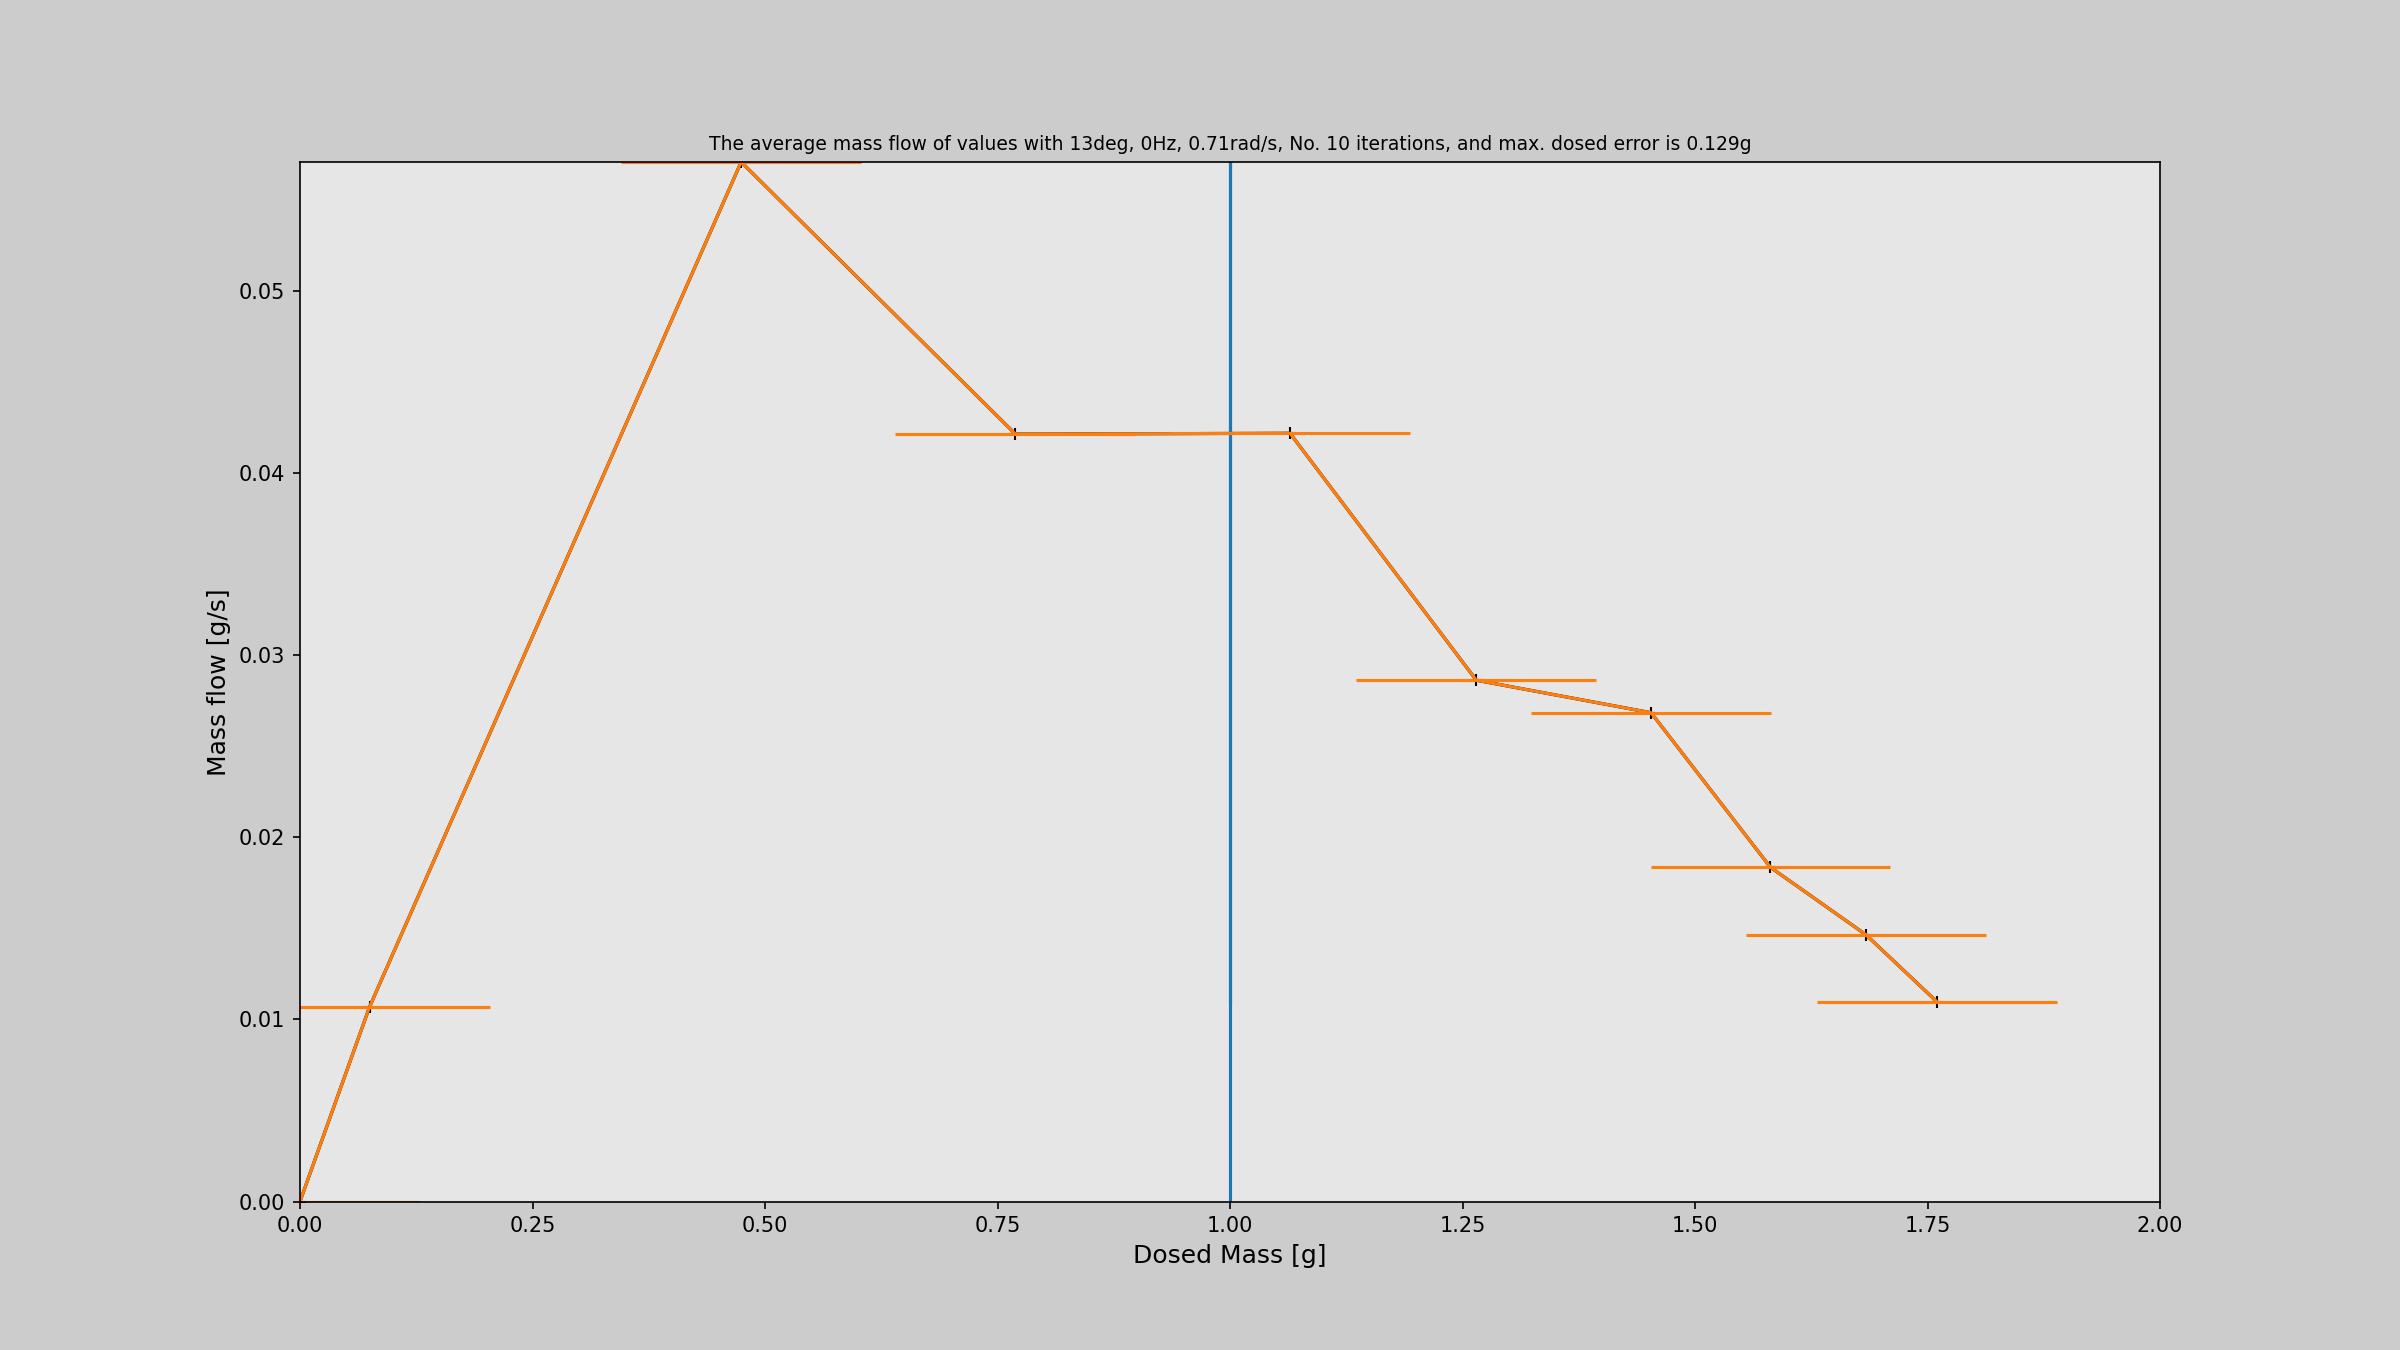 The average mass flow of values with 13deg, 0Hz, 0.71rad/s, No. 10 iterations, and max. dosed error is 0.129g
Mass flow [g/s]
0.05
0.04
0.03
0.02
0.01
0.00
0.00 0.25 0.50 0.75 1.00 1.25 1.50 1.75 2.00
Dosed Mass [g]